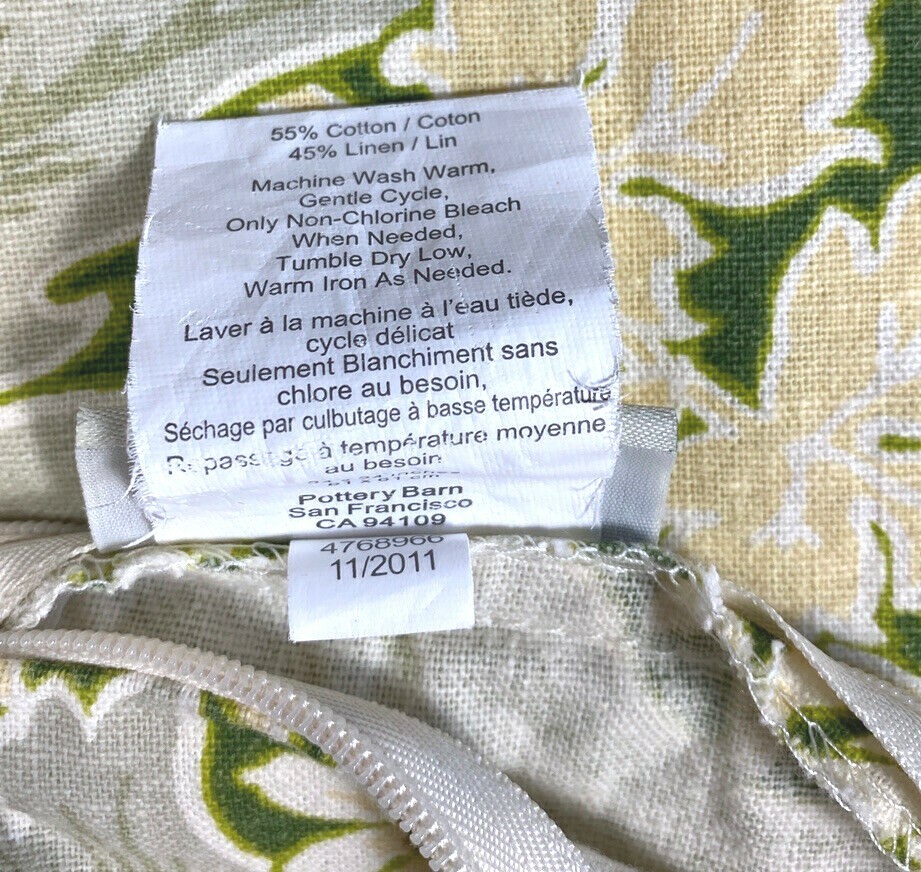 55% Cotton / Coton
45% Linen / Lin
Machine Wash Warm,
Gentle Cycle,
Only Non-Chlorine Bleach
When Needed,
Tumble Dry Low,
Warm Iron As Needed.
Laver à la machine à l'eau tiède,
cycle délicat
Seulement Blanchiment sans
chlore au besoin,
Séchage par culbutage à basse température
Repassage à température moyenne
au besoin
Pottery Barn
San Francisco
CA 94109
4768966
11/2011